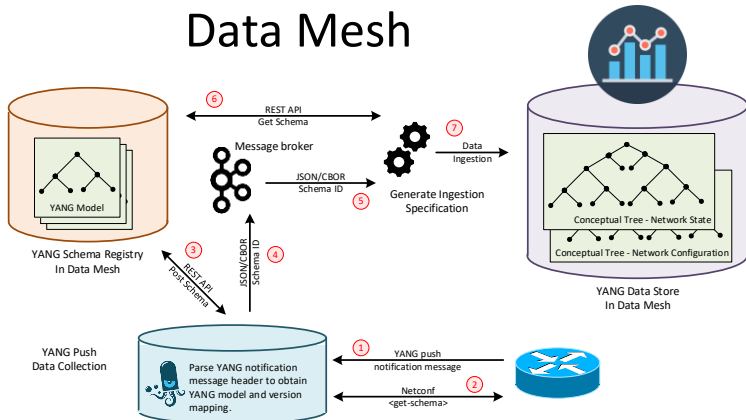 Data Mesh
6
REST API
Get Schema
Message broker
7
Data
Ingestion
YANG Model
JSON/CBOR
Schema ID
5
Generate Ingestion
Specification
Conceptual Tree - Network State
Conceptual Tree - Network Configuration
YANG Schema Registry
In Data Mesh
3
REST API
Post Schema
JSON/CBOR
Schema ID
4
YANG Data Store
In Data Mesh
YANG Push
Data Collection
Parse YANG notification
message header to obtain
YANG model and version
mapping.
1
YANG push
notification message
2
Netconf
<get-schema>